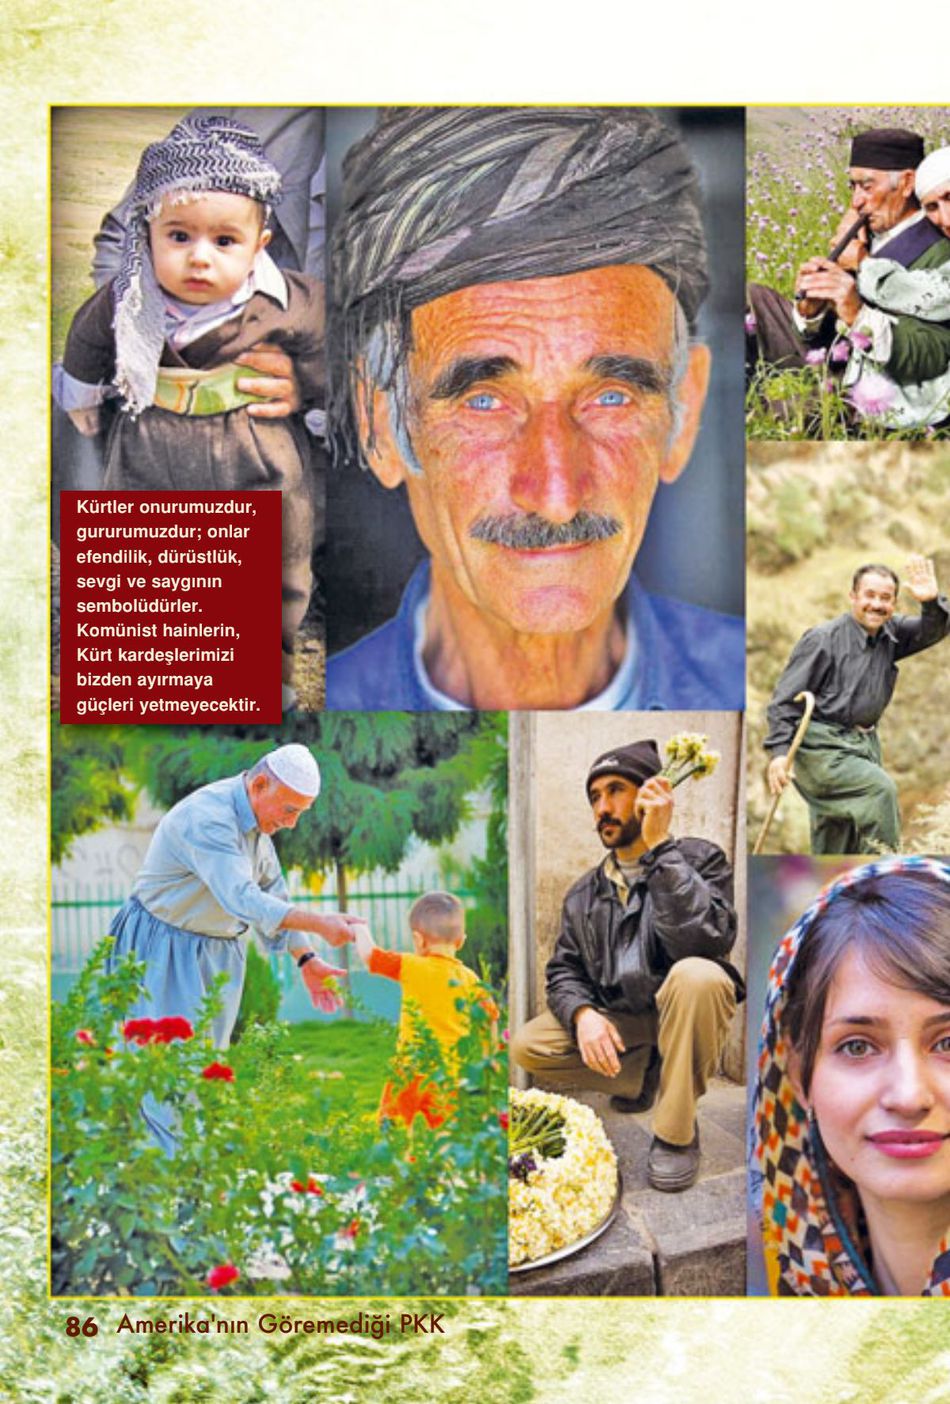 Kürtler onurumuzdur,
gururumuzdur; onlar
efendilik, dürüstlük,
sevgi ve saygının
sembolüdürler.
Komünist hainlerin,
Kürt kardeşlerimizi
bizden ayırmaya
güçleri yetmeyecektir.
86 Amerika'nın Göremediği PKK